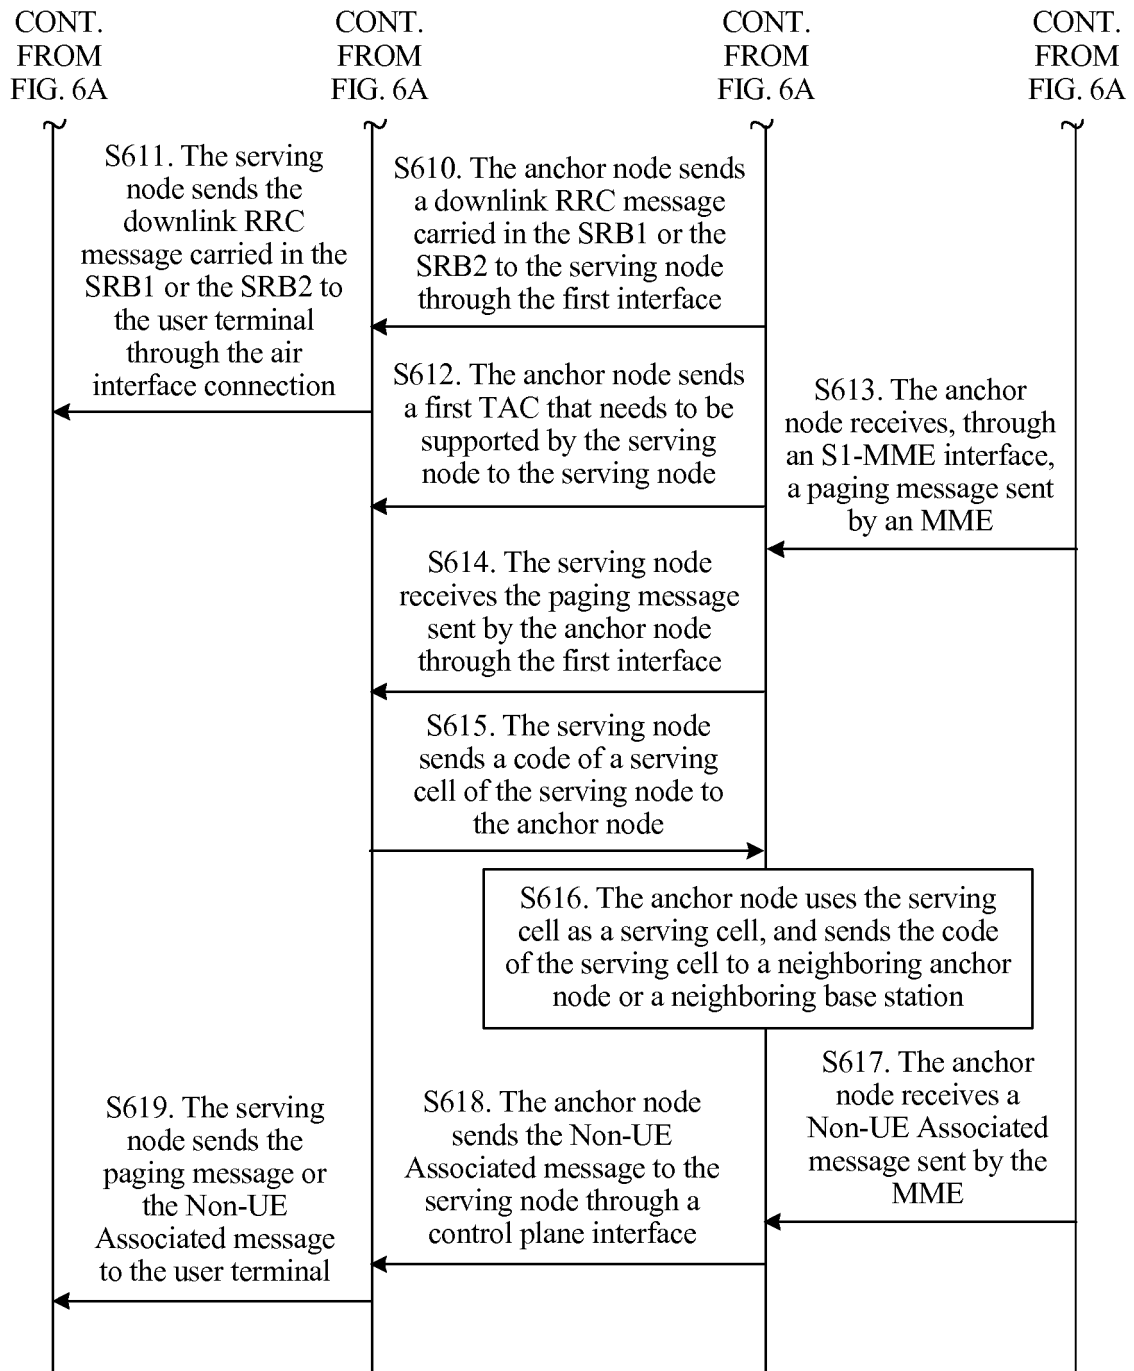 CONT.
FROM
FIG. 6A
CONT.
FROM
FIG. 6A
CONT.
FROM
FIG. 6A
CONT.
FROM
FIG. 6A
S611. The serving
node sends the
downlink RRC
message carried in the
SRB1 or the SRB2 to
the user terminal
through the air
interface connection
S610. The anchor node sends
a downlink RRC message
carried in the SRB1 or the
SRB2 to the serving node
through the first interface
S612. The anchor node sends
a first TAC that needs to be
supported by the serving
node to the serving node
S613. The anchor
node receives, through
an S1-MME interface,
a paging message sent
by an MME
S614. The serving node
receives the paging message
sent by the anchor node
through the first interface
S615. The serving node
sends a code of a serving
cell of the serving node to
the anchor node
S616. The anchor node uses the serving
cell as a serving cell, and sends the code
of the serving cell to a neighboring anchor
node or a neighboring base station
S617. The anchor
node receives a
Non-UE Associated
message sent by the
MME
S618. The anchor node
sends the Non-UE
Associated message to the
serving node through a
control plane interface
S619. The serving
node sends the
paging message or
the Non-UE
Associated message
to the user terminal